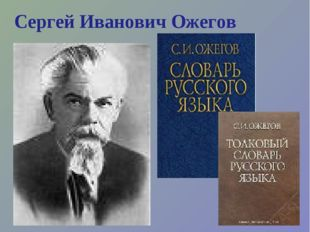 Сергей Иванович Ожегов
С. И. ОЖЕГОВ
СЛОВАРЬ
РУССКОГО
ЯЗЫКА
С. И. ОЖЕГОВ
ТОЛКОВЫЙ
СЛОВАРЬ
РУССКОГО
ЯЗЫКА